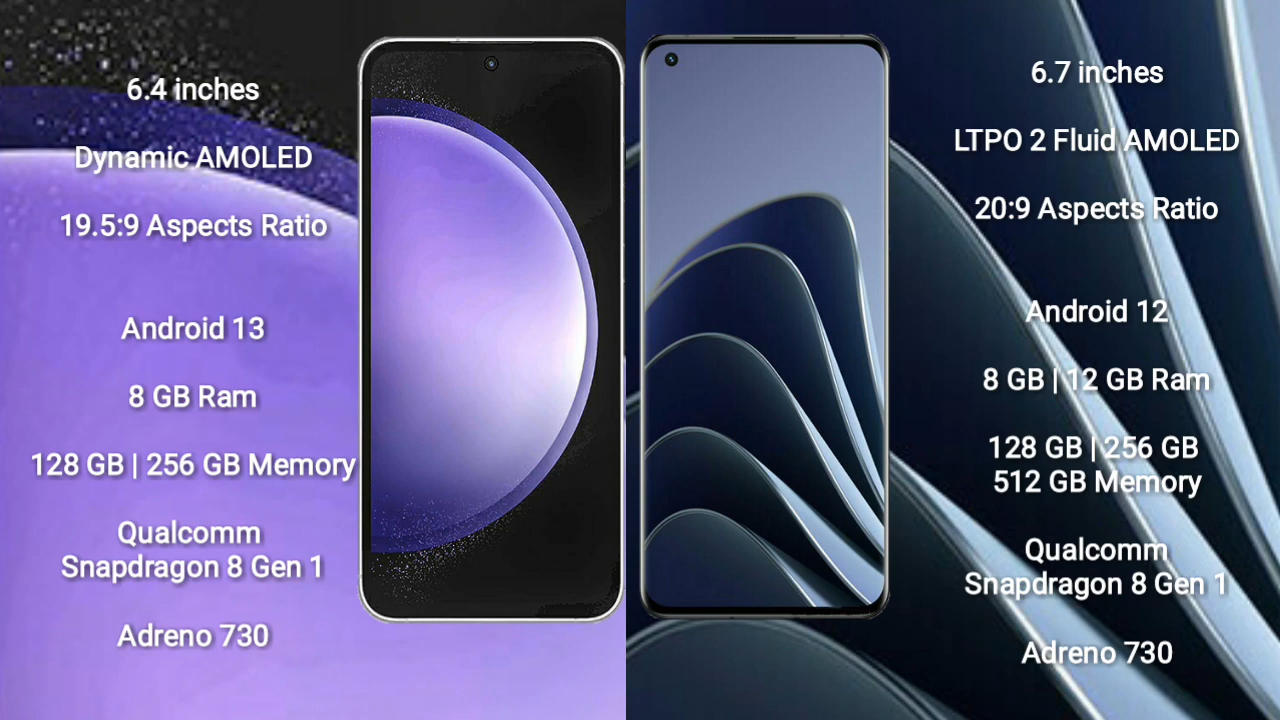 6.4 inches
Dynamic AMOLED
19.5:9 Aspects Ratio
Android 13
8 GB Ram
128 GB | 256 GB Memory
Qualcomm
Snapdragon 8 Gen 1
Adreno 730
6.7 inches
LTPO 2 Fluid AMOLED
20:9 Aspects Ratio
Android 12
8 GB | 12 GB Ram
128 GB | 256 GB
512 GB Memory
Qualcomm
Snapdragon 8 Gen 1
Adreno 730